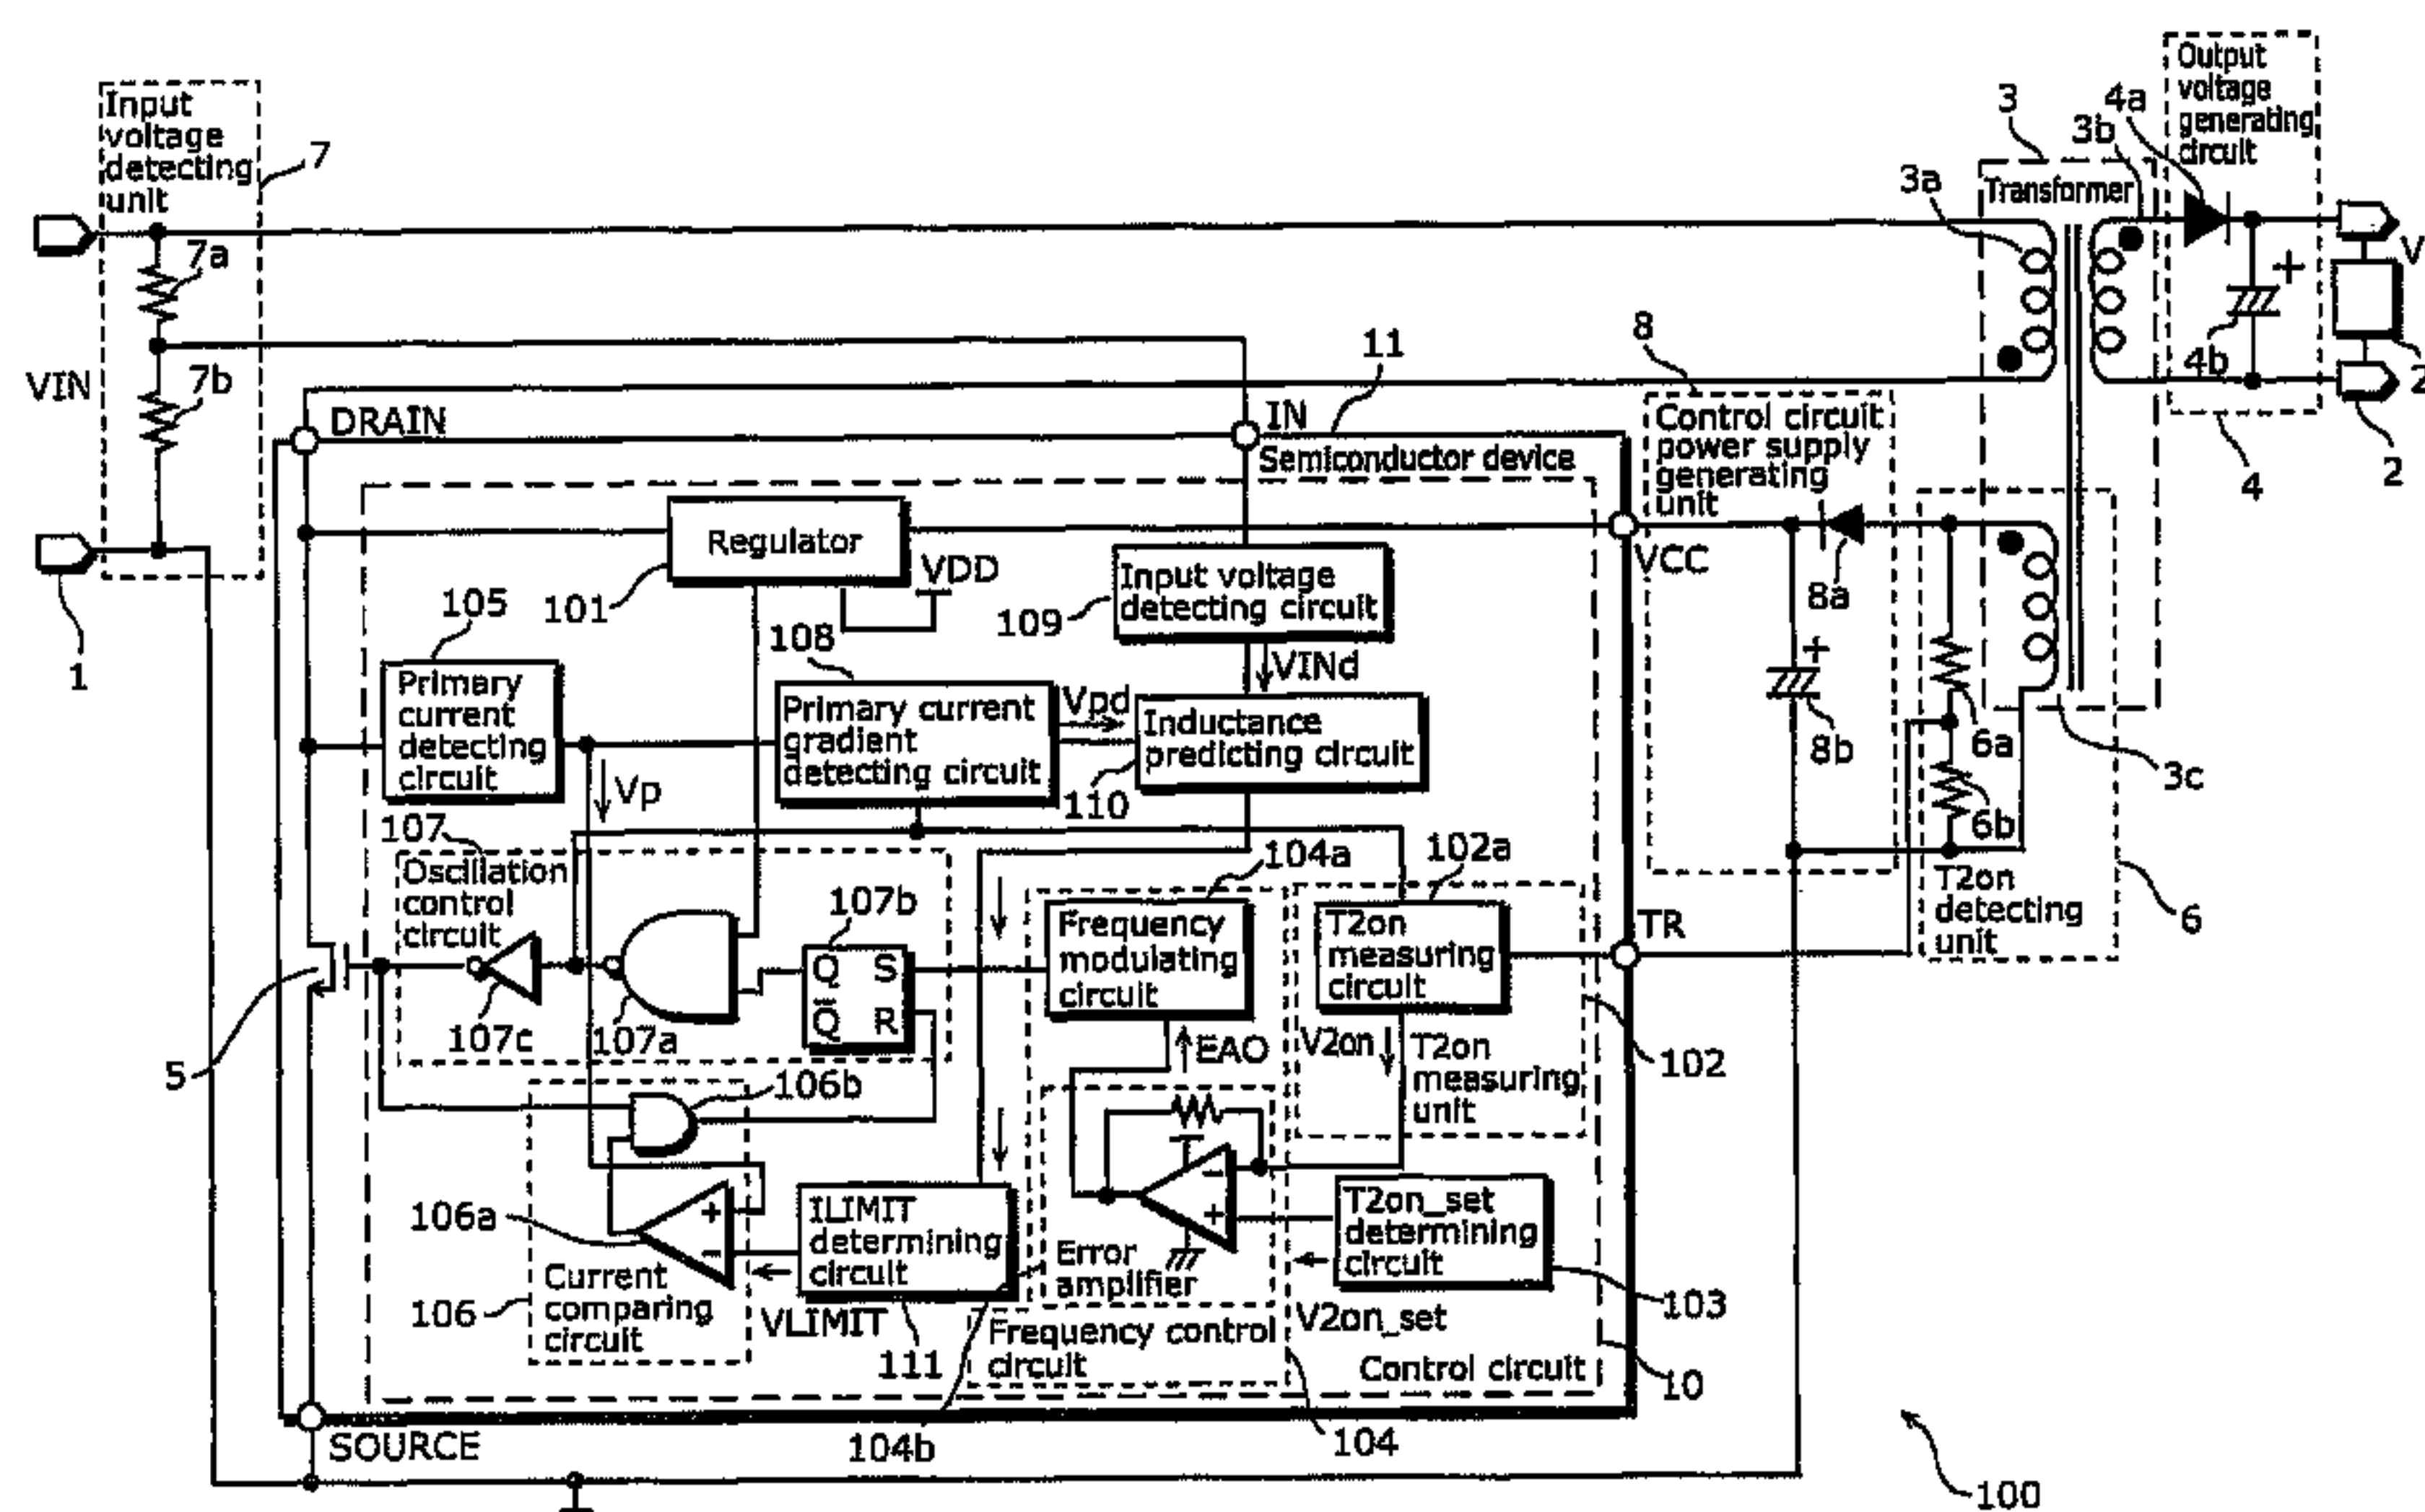 Input
voltage
detecting
unit
7
7a
7b
VIN
1
3
3a
3b
Transformer
4a
Output
voltage
generating
circuit
4b
+
V
2
2
4
DRAIN
IN
11
Semiconductor device
8
Control circuit
power supply
generating
unit
VCC
8a
8b
+
6a
6b
3c
T2on
detecting
unit
6
TR
Regulator
101
VDD
Input voltage
detecting circuit
109
VINd
105
Primary
current
detecting
circuit
Vp
108
Primary current
gradient
detecting circuit
Vpd
Inductance
predicting circuit
110
107
Oscillation
control
circuit
107c
107a
107b
Q S
Q̅ R
5
104a
Frequency
modulating
circuit
EAO
102a
T2on
measuring
circuit
V2on
T2on
measuring
unit
102
106b
106a
+
−
Current
comparing
circuit
106
ILIMIT
determining
circuit
VLIMIT
111
−
+
Error
amplifier
104b
Frequency control
circuit
104
T2on_set
determining
circuit
103
V2on_set
Control circuit
10
SOURCE
100